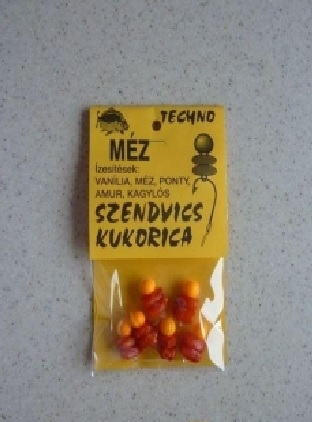 TECHNO
MÉZ
Ízesítések:
VANÍLIA, MÉZ, PONTY,
AMUR, KAGYLÓS
SZENDVICS
KUKORICA